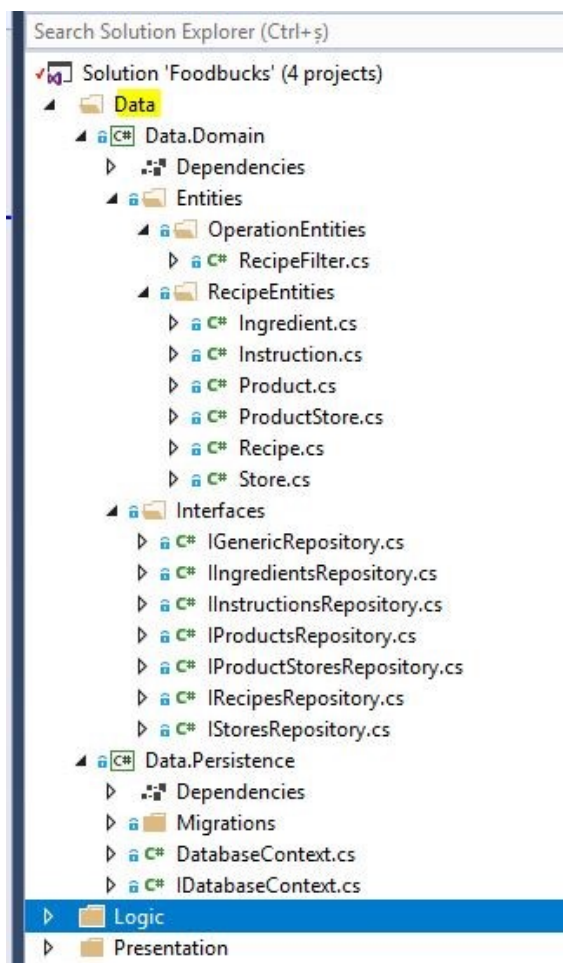 Search Solution Explorer (Ctrl+ș)
Solution 'Foodbucks' (4 projects)
Data
C# Data.Domain
Dependencies
Entities
OperationEntities
C# RecipeFilter.cs
RecipeEntities
C# Ingredient.cs
C# Instruction.cs
C# Product.cs
C# ProductStore.cs
C# Recipe.cs
C# Store.cs
Interfaces
C# IGenericRepository.cs
C# IIngredientsRepository.cs
C# IInstructionsRepository.cs
C# IProductsRepository.cs
C# IProductStoresRepository.cs
C# IRecipesRepository.cs
C# IStoresRepository.cs
C# Data.Persistence
Dependencies
Migrations
C# DatabaseContext.cs
C# IDatabaseContext.cs
Logic
Presentation